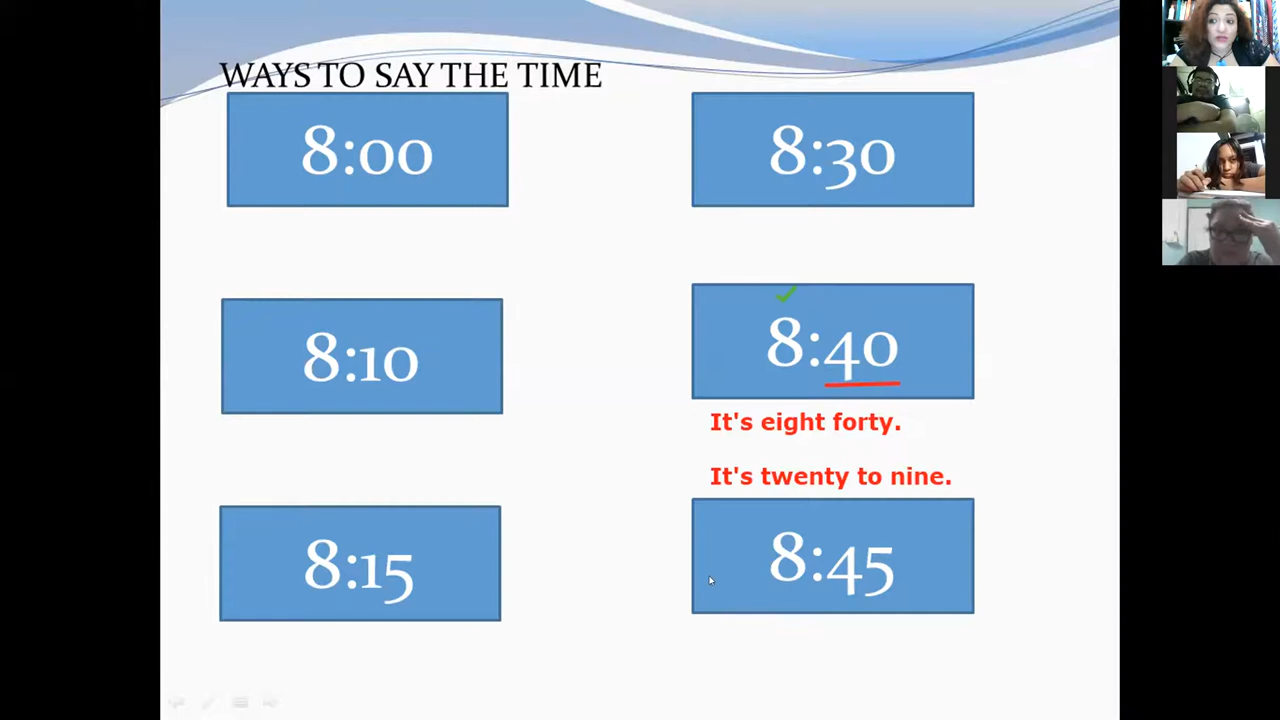 WAYS TO SAY THE TIME
8:00
8:30
8:10
8:40
It's eight forty.
It's twenty to nine.
8:15
8:45